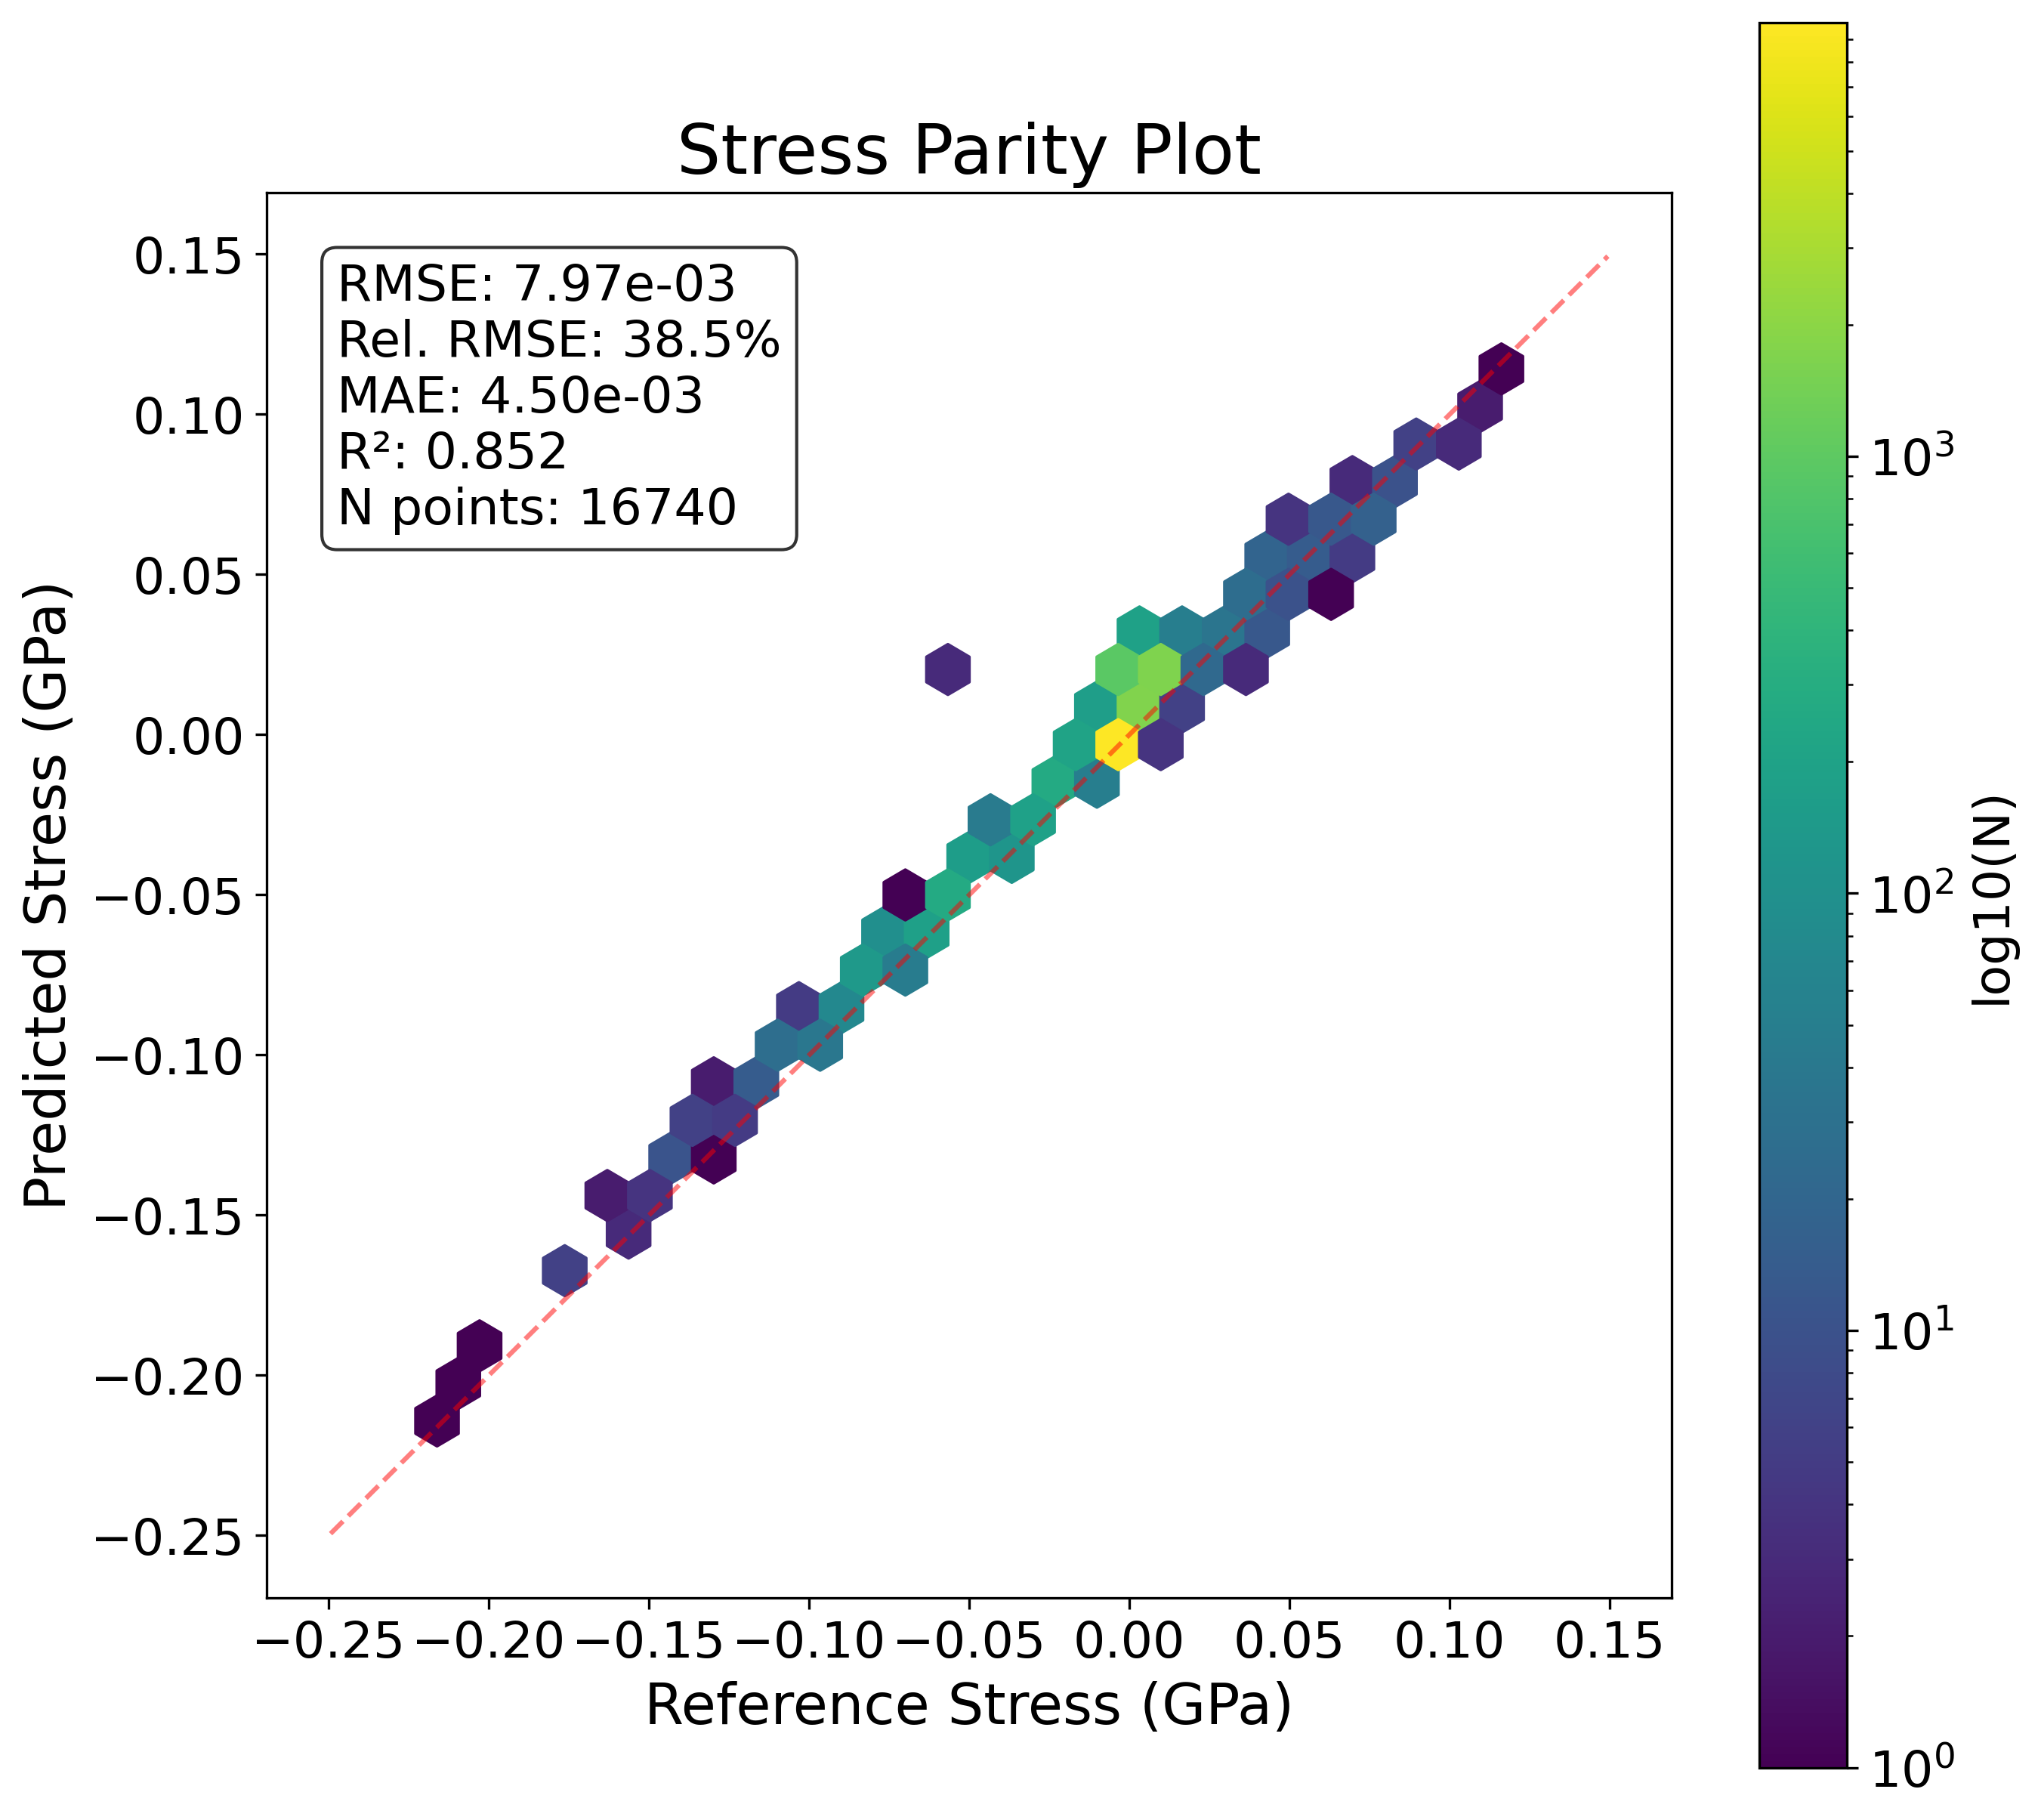 Stress Parity Plot
RMSE: 7.97e-03
Rel. RMSE: 38.5%
MAE: 4.50e-03
R²: 0.852
N points: 16740
Predicted Stress (GPa)
0.15
0.10
0.05
0.00
−0.05
−0.10
−0.15
−0.20
−0.25
−0.25 −0.20 −0.15 −0.10 −0.05 0.00 0.05 0.10 0.15
Reference Stress (GPa)
10³
10²
10¹
10⁰
log10(N)